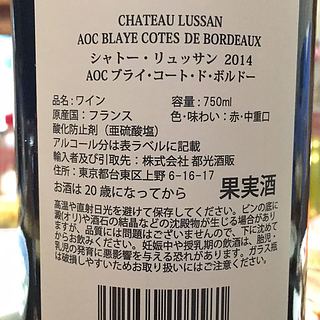 CHATEAU LUSSAN
AOC BLAYE COTES DE BORDEAUX
シャトー・リュッサン 2014
AOC ブライ・コート・ド・ボルドー
品名:ワイン 容量:750ml
原産国:フランス 色・味わい:赤・中重口
酸化防止剤(亜硫酸塩)
アルコール分は表ラベルに記載
輸入者及び引取先:株式会社 都光酒販
東京都台東区上野 6-16-17
お酒は20歳になってから 果実酒
高温や直射日光を避けて保存してください。ビンの底に
澱(オリ)や酒石の結晶などの沈殿物が生じる場合があり
ますが、品質には問題はございませんので、下に沈めて
からお飲みください。妊娠中や授乳期の飲酒は、胎児・
乳児の発育に悪影響を与える恐れがあります。ガラス瓶
は破損しやすいためお取り扱いにはご注意ください。